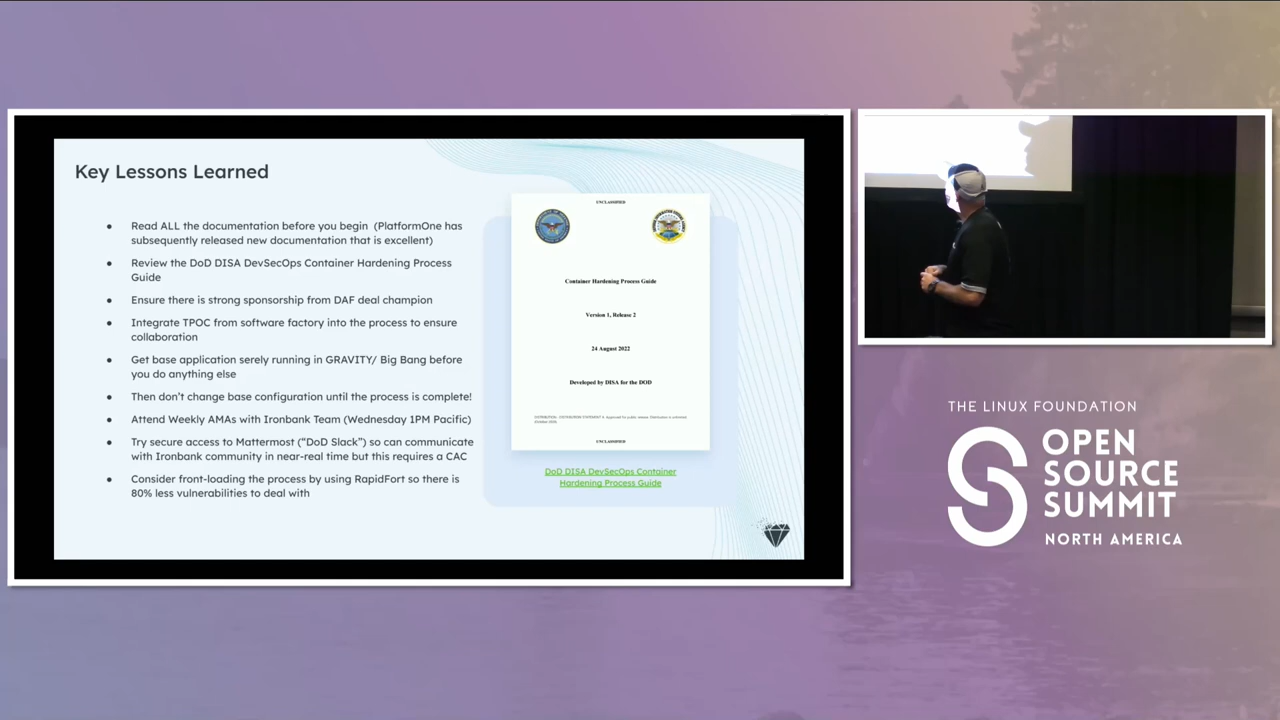 Key Lessons Learned
● Read ALL the documentation before you begin (PlatformOne has
subsequently released new documentation that is excellent)
● Review the DoD DISA DevSecOps Container Hardening Process
Guide
● Ensure there is strong sponsorship from DAF deal champion
● Integrate TPOC from software factory into the process to ensure
collaboration
● Get base application serely running in GRAVITY/ Big Bang before
you do anything else
● Then don't change base configuration until the process is complete!
● Attend Weekly AMAs with Ironbank Team (Wednesday 1PM Pacific)
● Try secure access to Mattermost ("DoD Slack") so can communicate
with Ironbank community in near-real time but this requires a CAC
● Consider front-loading the process by using RapidFort so there is
80% less vulnerabilities to deal with
UNCLASSIFIED
Container Hardening Process Guide
Version 1, Release 2
24 August 2022
Developed by DISA for the DOD
UNCLASSIFIED
DoD DISA DevSecOps Container
Hardening Process Guide
THE LINUX FOUNDATION
OPEN
SOURCE
SUMMIT
NORTH AMERICA